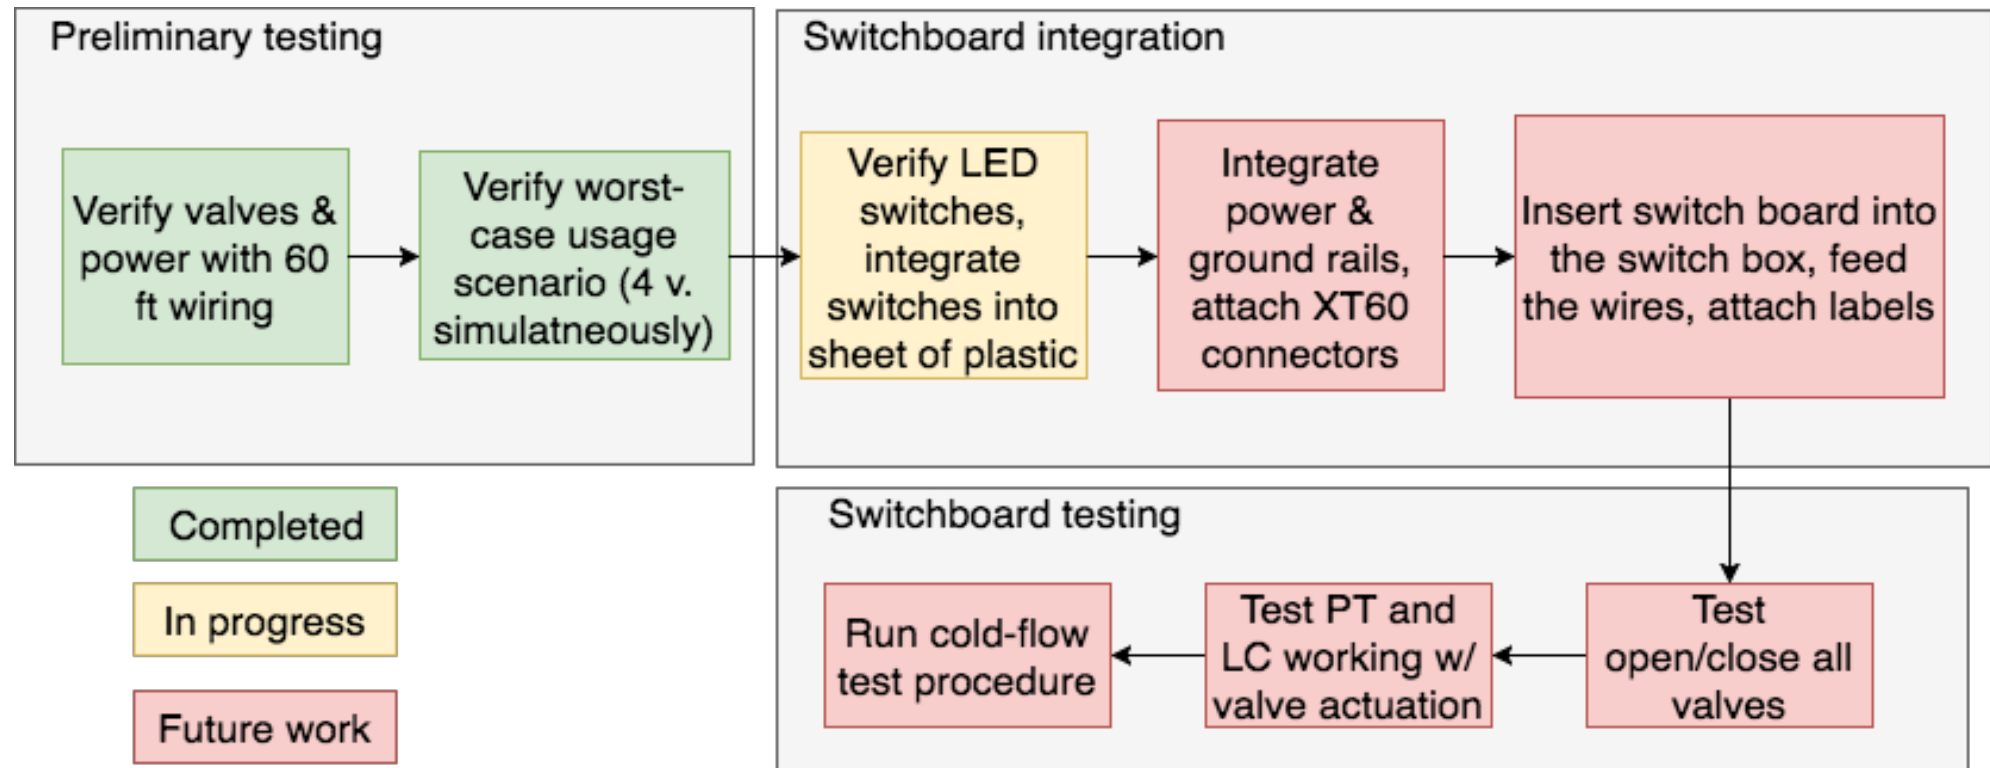 Preliminary testing
Verify valves &
power with 60
ft wiring
Verify worst-
case usage
scenario (4 v.
simulatneously)
Switchboard integration
Verify LED
switches,
integrate
switches into
sheet of plastic
Integrate
power &
ground rails,
attach XT60
connectors
Insert switch board into
the switch box, feed
the wires, attach labels
Switchboard testing
Test
open/close all
valves
Test PT and
LC working w/
valve actuation
Run cold-flow
test procedure
Completed
In progress
Future work